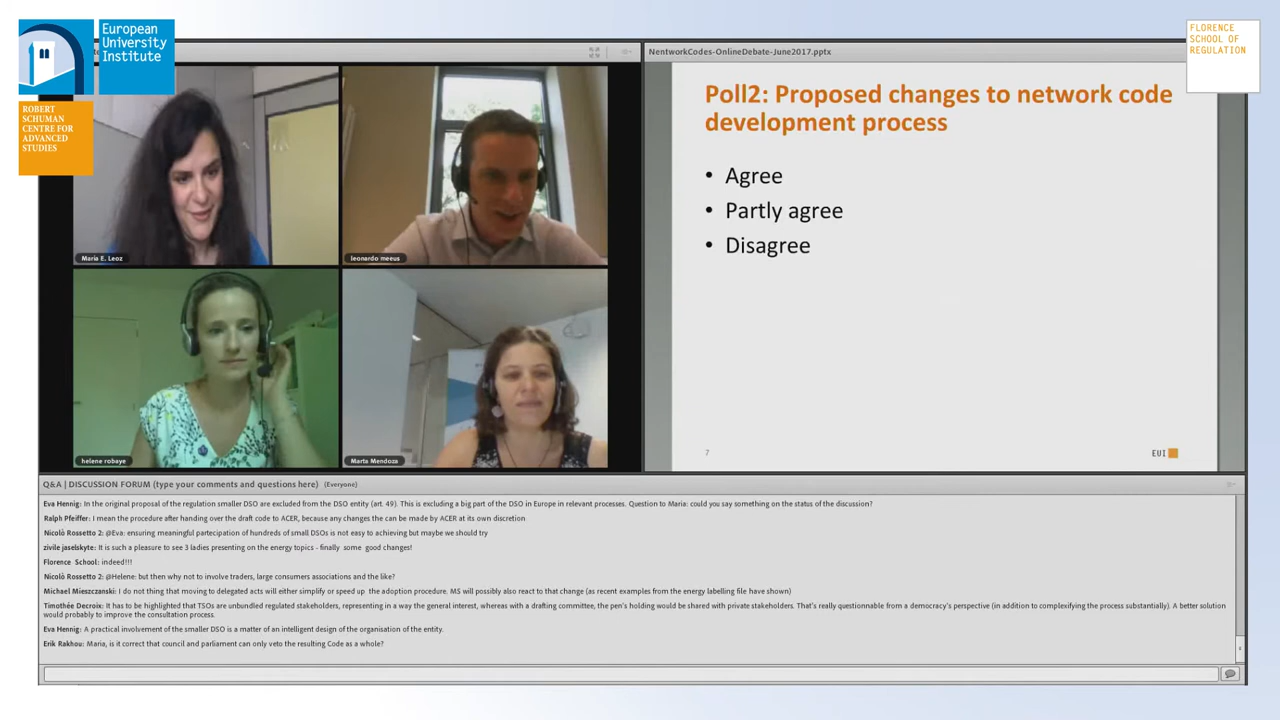 European
University
Institute
ROBERT
SCHUMAN
CENTRE FOR
ADVANCED
STUDIES
FLORENCE
SCHOOL OF
REGULATION
NentworkCodes-OnlineDebate-June2017.pptx
Maria E. Leoz
leonardo meeus
helene robaye
Marta Mendoza
Poll2: Proposed changes to network code
development process
• Agree
• Partly agree
• Disagree
7
EUI
Q&A | DISCUSSION FORUM (type your comments and questions here) (Everyone)
Eva Hennig: In the original proposal of the regulation smaller DSO are excluded from the DSO entity (art. 49). This is excluding a big part of the DSO in Europe in relevant processes. Question to Maria: could you say something on the status of the discussion?
Ralph Pfeiffer: I mean the procedure after handing over the draft code to ACER, because any changes the can be made by ACER at its own discretion
Nicolò Rossetto 2: @Eva: ensuring meaningful partecipation of hundreds of small DSOs is not easy to achieving but maybe we should try
zivile jaselskyte: It is such a pleasure to see 3 ladies presenting on the energy topics - finally some good changes!
Florence School: indeed!!!
Nicolò Rossetto 2: @Helene: but then why not to involve traders, large consumers associations and the like?
Michael Mieszczanski: I do not thing that moving to delegated acts will either simplify or speed up the adoption procedure. MS will possibly also react to that change (as recent examples from the energy labelling file have shown)
Timothée Decroix: It has to be highlighted that TSOs are unbundled regulated stakeholders, representing in a way the general interest, whereas with a drafting committee, the pen's holding would be shared with private stakeholders. That's really questionnable from a democracy's perspective (in addition to complexifying the process substantially). A better solution
would probably to improve the consultation process.
Eva Hennig: A practical involvement of the smaller DSO is a matter of an intelligent design of the organisation of the entity.
Erik Rakhou: Maria, is it correct that council and parliament can only veto the resulting Code as a whole?